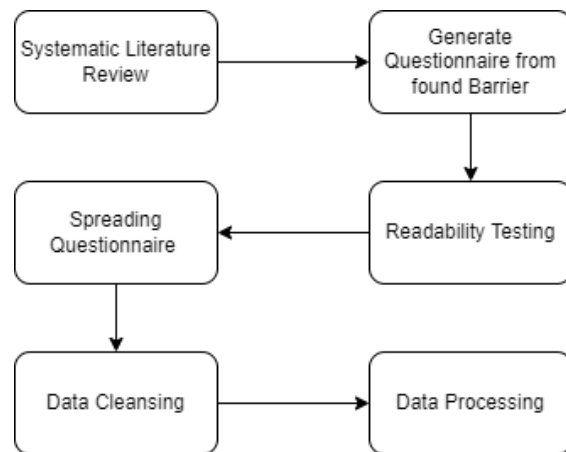 Systematic Literature
Review
Generate
Questionnaire from
found Barrier
Spreading
Questionnaire
Readability Testing
Data Cleansing
Data Processing